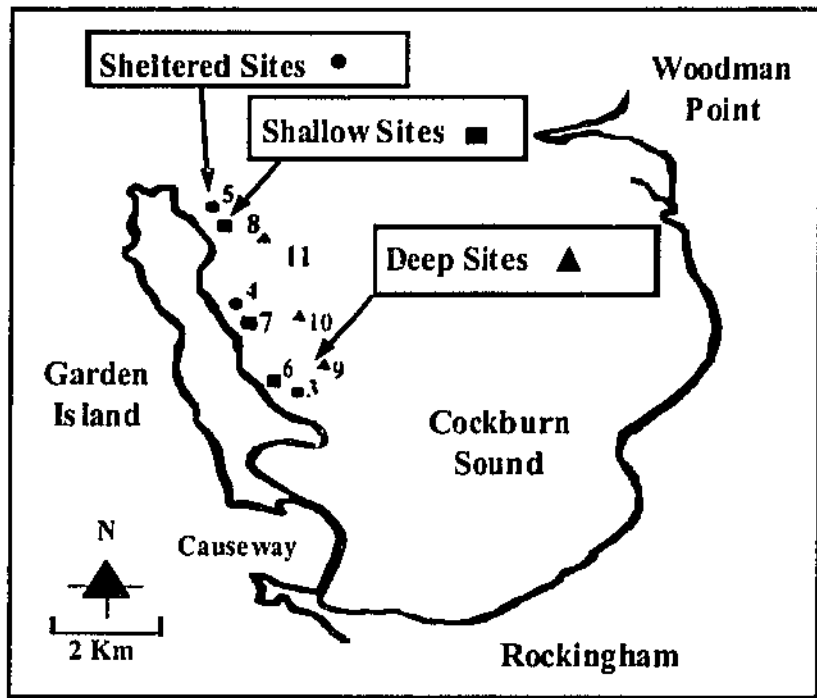 Sheltered Sites
Woodman
Point
Shallow Sites
5
8
11
Deep Sites
4
7
10
9
6
3
Garden
Island
Cockburn
Sound
N
Causeway
2 Km
Rockingham